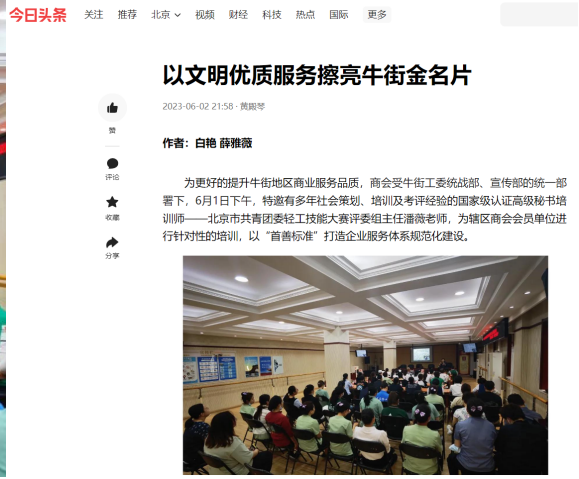 今日头条 关注 推荐 北京 视频 财经 科技 热点 国际 更多
以文明优质服务擦亮牛街金名片
2023-06-02 21:58 · 黄殿琴
赞
评论
收藏
分享
作者：白艳 薛雅薇
为更好的提升牛街地区商业服务品质，商会受牛街工委统战部、宣传部的统一部
署下，6月1日下午，特邀有多年社会策划、培训及考评经验的国家级认证高级秘书培
训师——北京市共青团委轻工技能大赛评委组主任潘薇老师，为辖区商会会员单位进
行针对性的培训，以“首善标准”打造企业服务体系规范化建设。